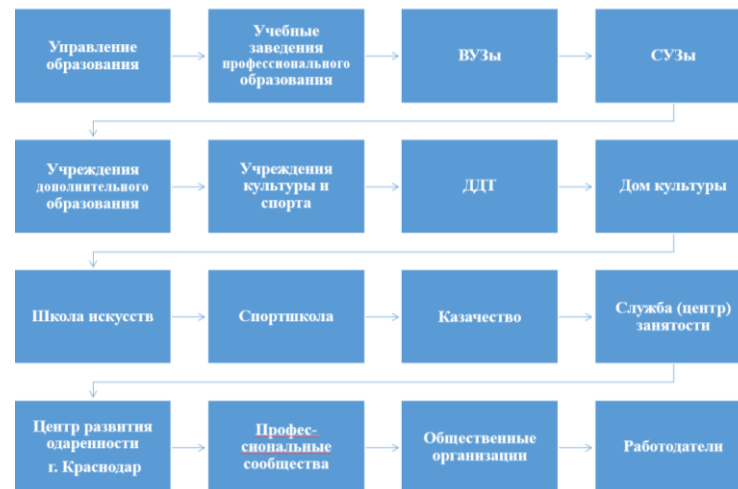 Управление
образования
Учебные
заведения
профессионального
образования
ВУЗы
СУЗы
Учреждения
дополнительного
образования
Учреждения
культуры и
спорта
ДДТ
Дом культуры
Школа искусств
Спортшкола
Казачество
Служба (центр)
занятости
Центр развития
одаренности
г. Краснодар
Профес-
сиональные
сообщества
Общественные
организации
Работодатели